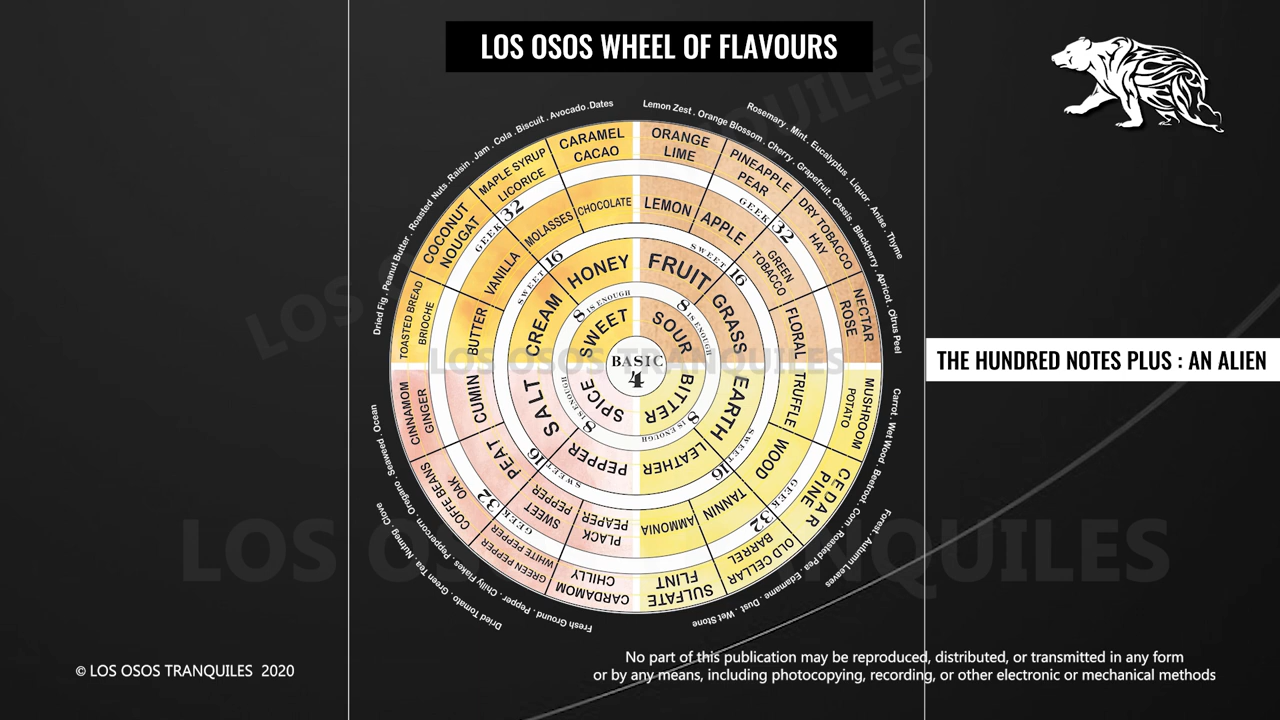 LOS OSOS WHEEL OF FLAVOURS
Lemon Zest . Orange Blossom . Cherry . Grapefruit . Cassis . Blackberry . Apricot . Citrus Peel
Rosemary . Mint . Eucalyptus . Liquor . Anise . Thyme
Carrot . Wet Wood . Beetroot . Corn . Roasted Pea . Edamame . Dust . Wet Stone
Forest . Autumn Leaves
Fresh Ground . Pepper . Chilly Flakes . Peppercorn . Oregano . Seaweed . Ocean
Dried Tomato . Green Tea . Nutmeg . Clove
Dried Fig . Peanut Butter . Roasted Nuts . Raisin . Jam . Cola . Biscuit . Avocado . Dates
ORANGE
LIME
PINEAPPLE
PEAR
DRY TOBACCO
HAY
NECTAR
ROSE
MUSHROOM
POTATO
CEDAR
PINE
OLD CELLAR
BARREL
SULFATE
FLINT
CARDAMOM
CHILLY
GREEN PEPPER
WHITE PEPPER
COFFEE BEANS
OAK
CINNAMOM
GINGER
TOASTED BREAD
BRIOCHE
COCONUT
NOUGAT
MAPLE SYRUP
LICORICE
CARAMEL
CACAO
GEEK 32
GEEK 32
GEEK 32
GEEK 32
LEMON
APPLE
GREEN
TOBACCO
FLORAL
TRUFFLE
WOOD
TANNIN
AMMONIA
PLACK
PEAPER
SWEET
PEPPER
PEAT
CUMIN
BUTTER
VANILLA
MOLASSES
CHOCOLATE
SWEET 16
SWEET 16
SWEET 16
SWEET 16
FRUIT
GRASS
EARTH
LEATHER
PEPPER
SALT
CREAM
HONEY
8 IS ENOUGH
8 IS ENOUGH
8 IS ENOUGH
8 IS ENOUGH
SWEET
SOUR
BITTER
SPICE
BASIC
4
LOS OSOS TRANQUILES
THE HUNDRED NOTES PLUS : AN ALIEN
LOS OSOS TRANQUILES
© LOS OSOS TRANQUILES 2020
No part of this publication may be reproduced, distributed, or transmitted in any form
or by any means, including photocopying, recording, or other electronic or mechanical methods